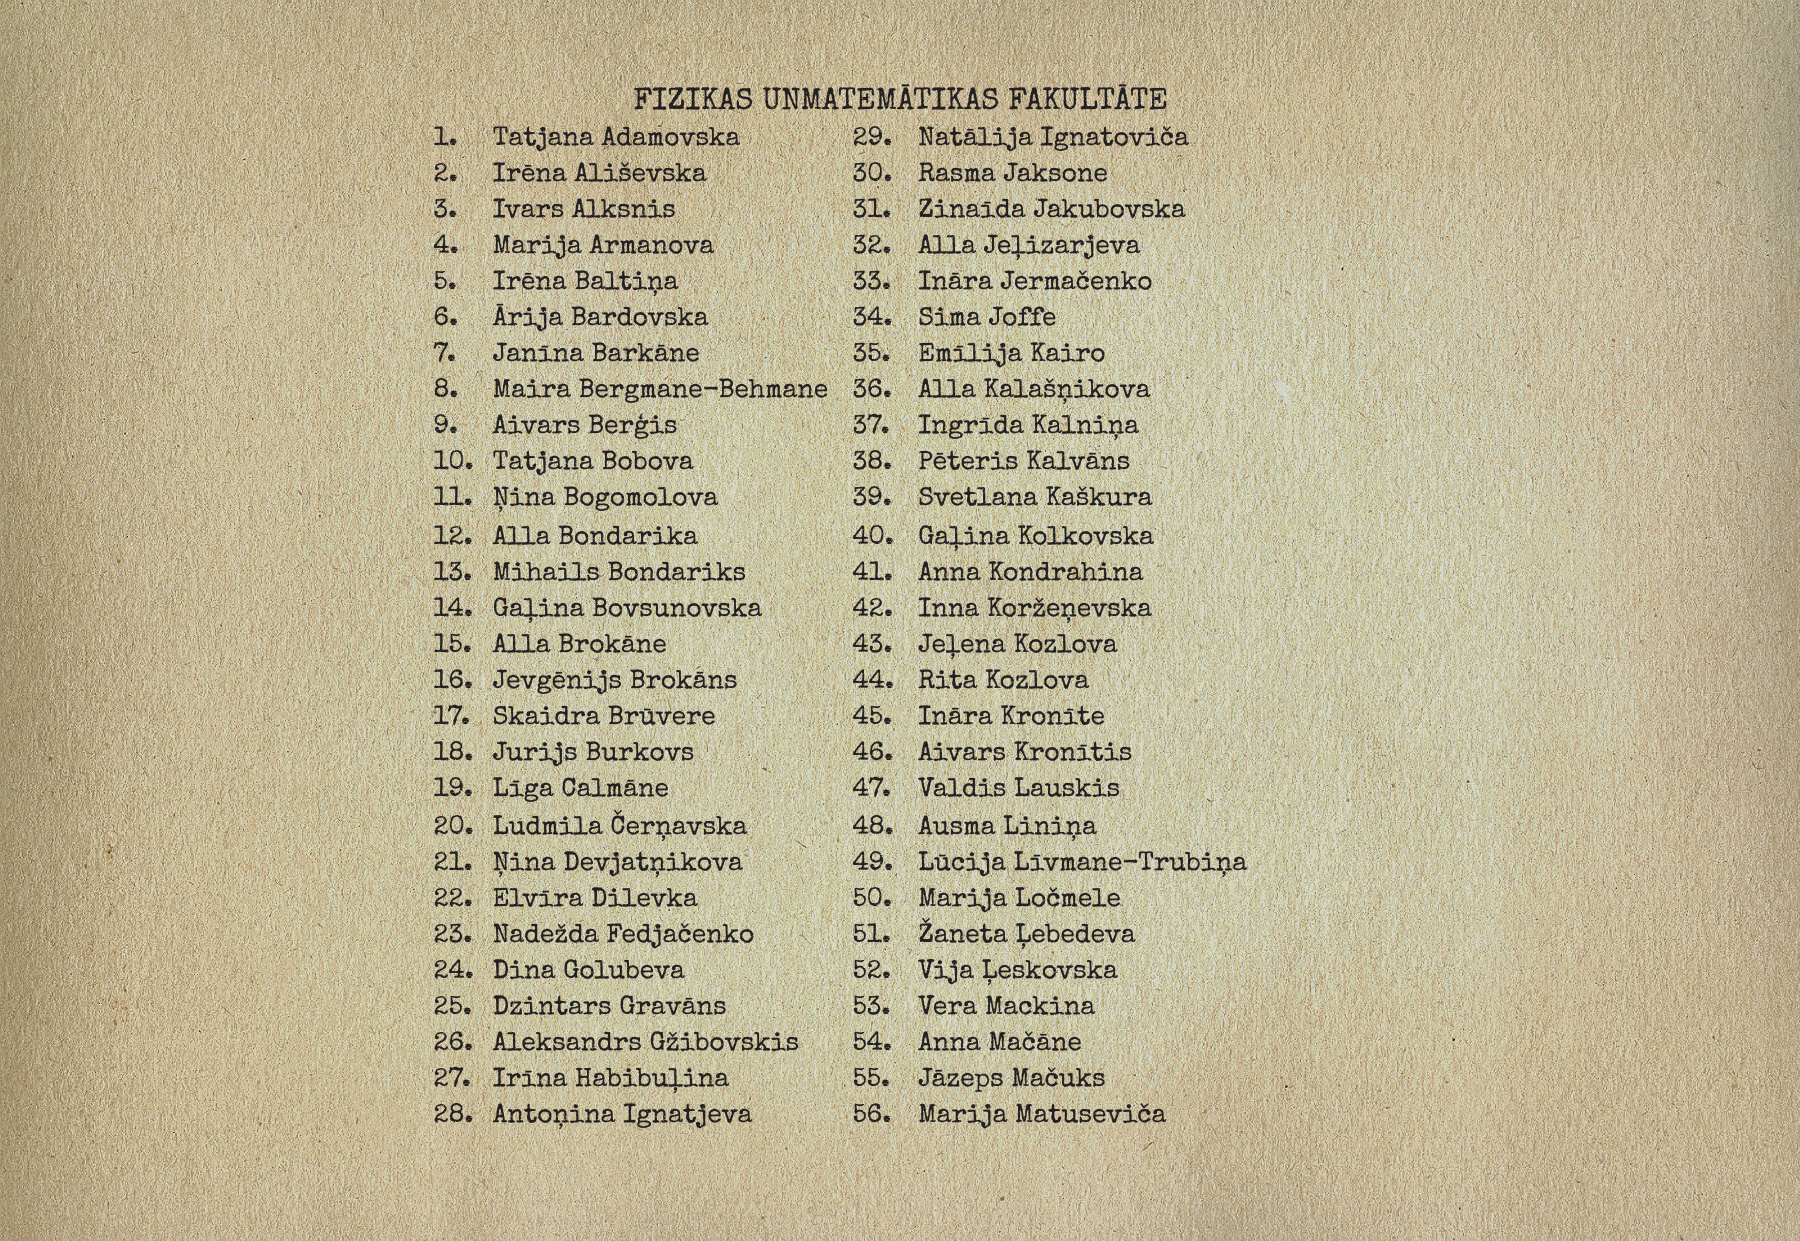 FIZIKAS UNMATEMĀTIKAS FAKULTĀTE
1. Tatjana Adamovska
2. Irēna Ališevska
3. Ivars Alksnis
4. Marija Armanova
5. Irēna Baltiņa
6. Ārija Bardovska
7. Janīna Barkāne
8. Maira Bergmane-Behmane
9. Aivars Berģis
10. Tatjana Bobova
11. Ņina Bogomolova
12. Alla Bondarika
13. Mihails Bondariks
14. Gaļina Bovsunovska
15. Alla Brokāne
16. Jevgēnijs Brokāns
17. Skaidra Brūvere
18. Jurijs Burkovs
19. Līga Calmāne
20. Ludmila Čerņavska
21. Ņina Devjatņikova
22. Elvīra Dilevka
23. Nadežda Fedjačenko
24. Dina Golubeva
25. Dzintars Gravāns
26. Aleksandrs Gžibovskis
27. Irīna Habibuļina
28. Antoņina Ignatjeva
29. Natālija Ignatoviča
30. Rasma Jaksone
31. Zinaīda Jakubovska
32. Alla Jeļizarjeva
33. Ināra Jermačenko
34. Sima Joffe
35. Emīlija Kairo
36. Alla Kalašņikova
37. Ingrīda Kalniņa
38. Pēteris Kalvāns
39. Svetlana Kaškura
40. Gaļina Kolkovska
41. Anna Kondrahina
42. Inna Koržeņevska
43. Jeļena Kozlova
44. Rita Kozlova
45. Ināra Kronīte
46. Aivars Kronītis
47. Valdis Lauskis
48. Ausma Liniņa
49. Lūcija Līvmane-Trubiņa
50. Marija Ločmele
51. Žaneta Ļebedeva
52. Vija Ļeskovska
53. Vera Mackina
54. Anna Mačāne
55. Jāzeps Mačuks
56. Marija Matuseviča